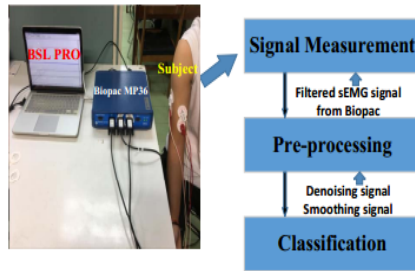 BSL PRO
Biopac MP36
Subject
Signal Measurement
Filtered sEMG signal
from Biopac
Pre-processing
Denoising signal
Smoothing signal
Classification